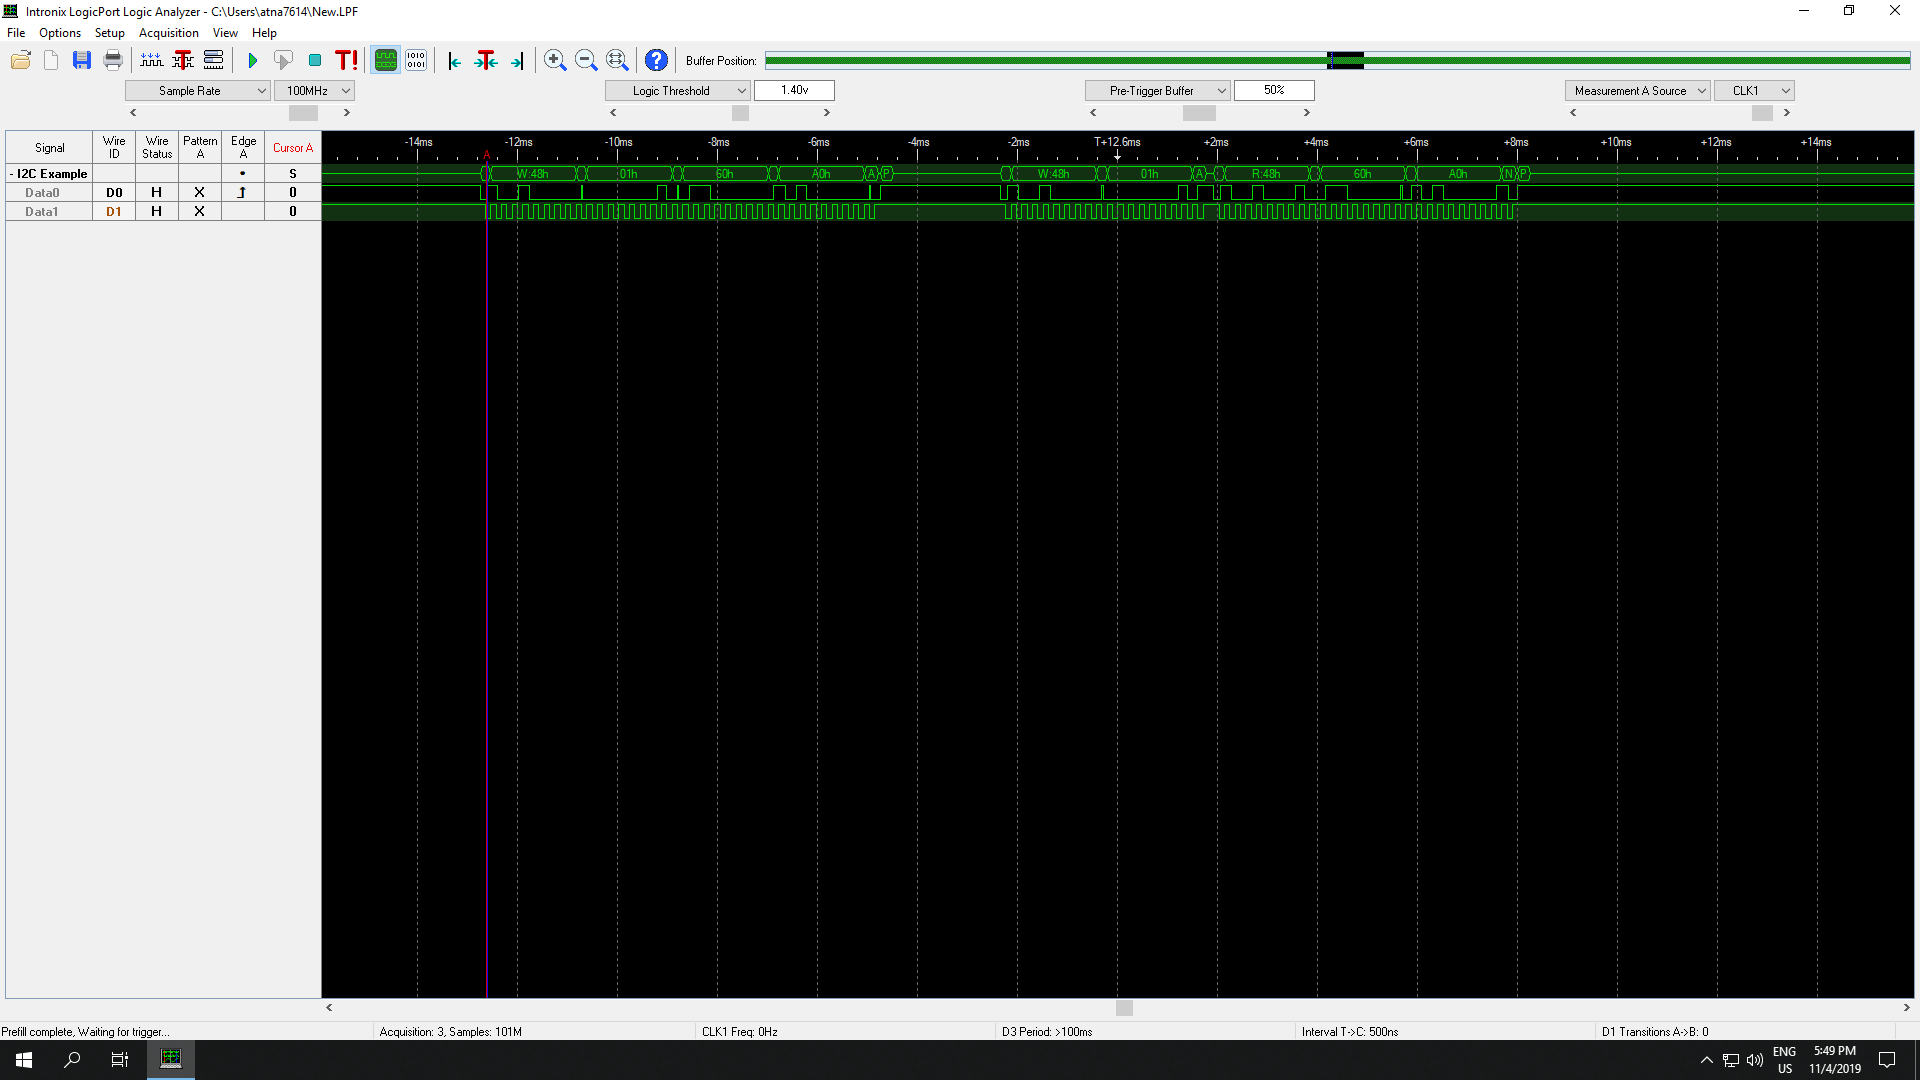 Intronix LogicPort Logic Analyzer - C:\Users\atna7614\New.LPF
File Options Setup Acquisition View Help
Buffer Position:
Sample Rate 100MHz Logic Threshold 1.40v Pre-Trigger Buffer 50% Measurement A Source CLK1
Signal Wire ID Wire Status Pattern A Edge A Cursor A
-14ms -12ms -10ms -8ms -6ms -4ms -2ms T+12.6ms +2ms +4ms +6ms +8ms +10ms +12ms +14ms
A
- I2C Example S W:48h 01h 60h A0h A P W:48h 01h A R:48h 60h A0h N P
Data0 D0 H X 0
Data1 D1 H X 0
Prefill complete, Waiting for trigger... Acquisition: 3, Samples: 101M CLK1 Freq: 0Hz D3 Period: >100ms Interval T->C: 500ns D1 Transitions A->B: 0
ENG 5:49 PM
US 11/4/2019